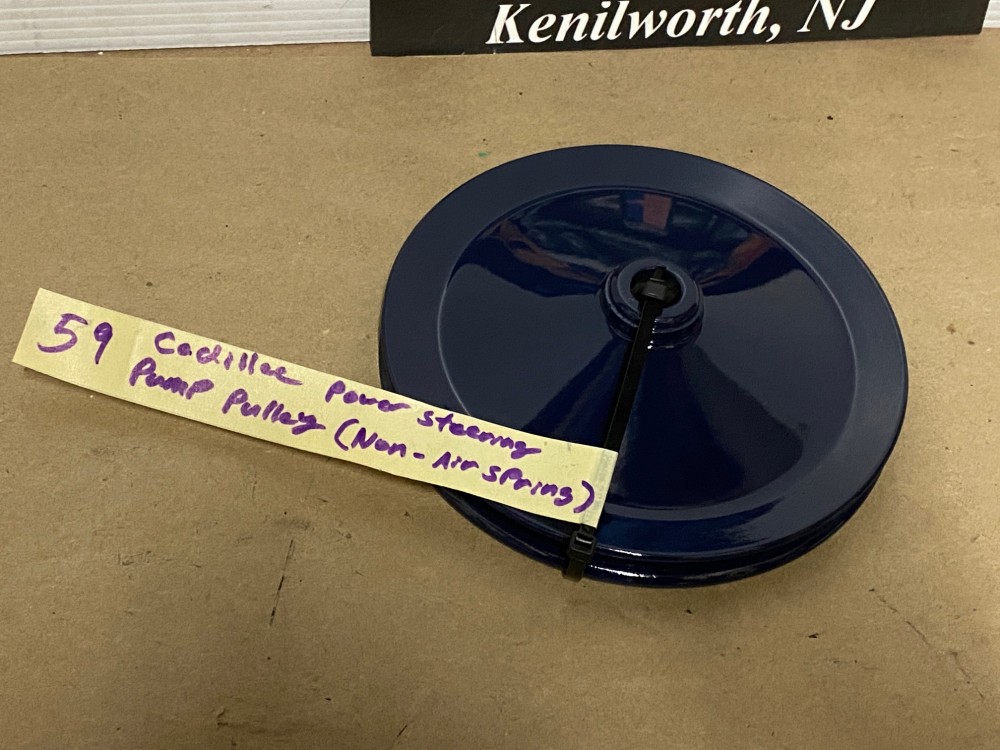 Kenilworth, NJ
59 Cadillac Power Steering
Pump Pulley (Non-Air Spring)